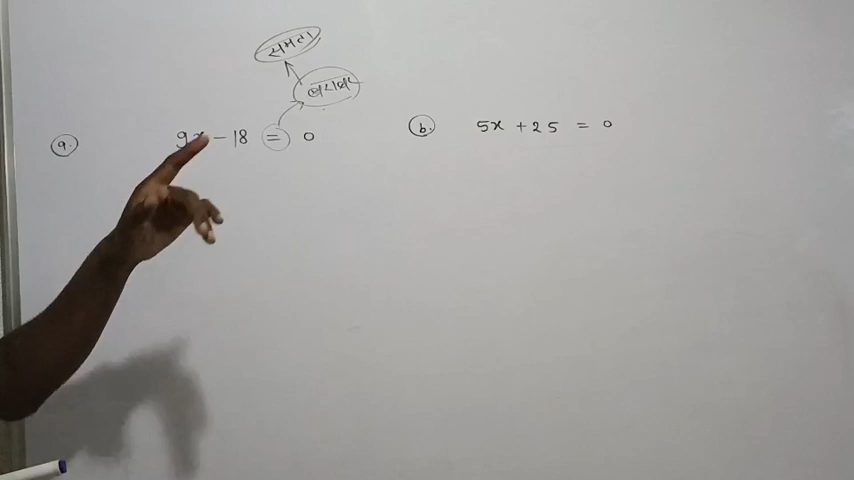 समता
बराबर
a. 9x - 18 = 0
b. 5x + 25 = 0